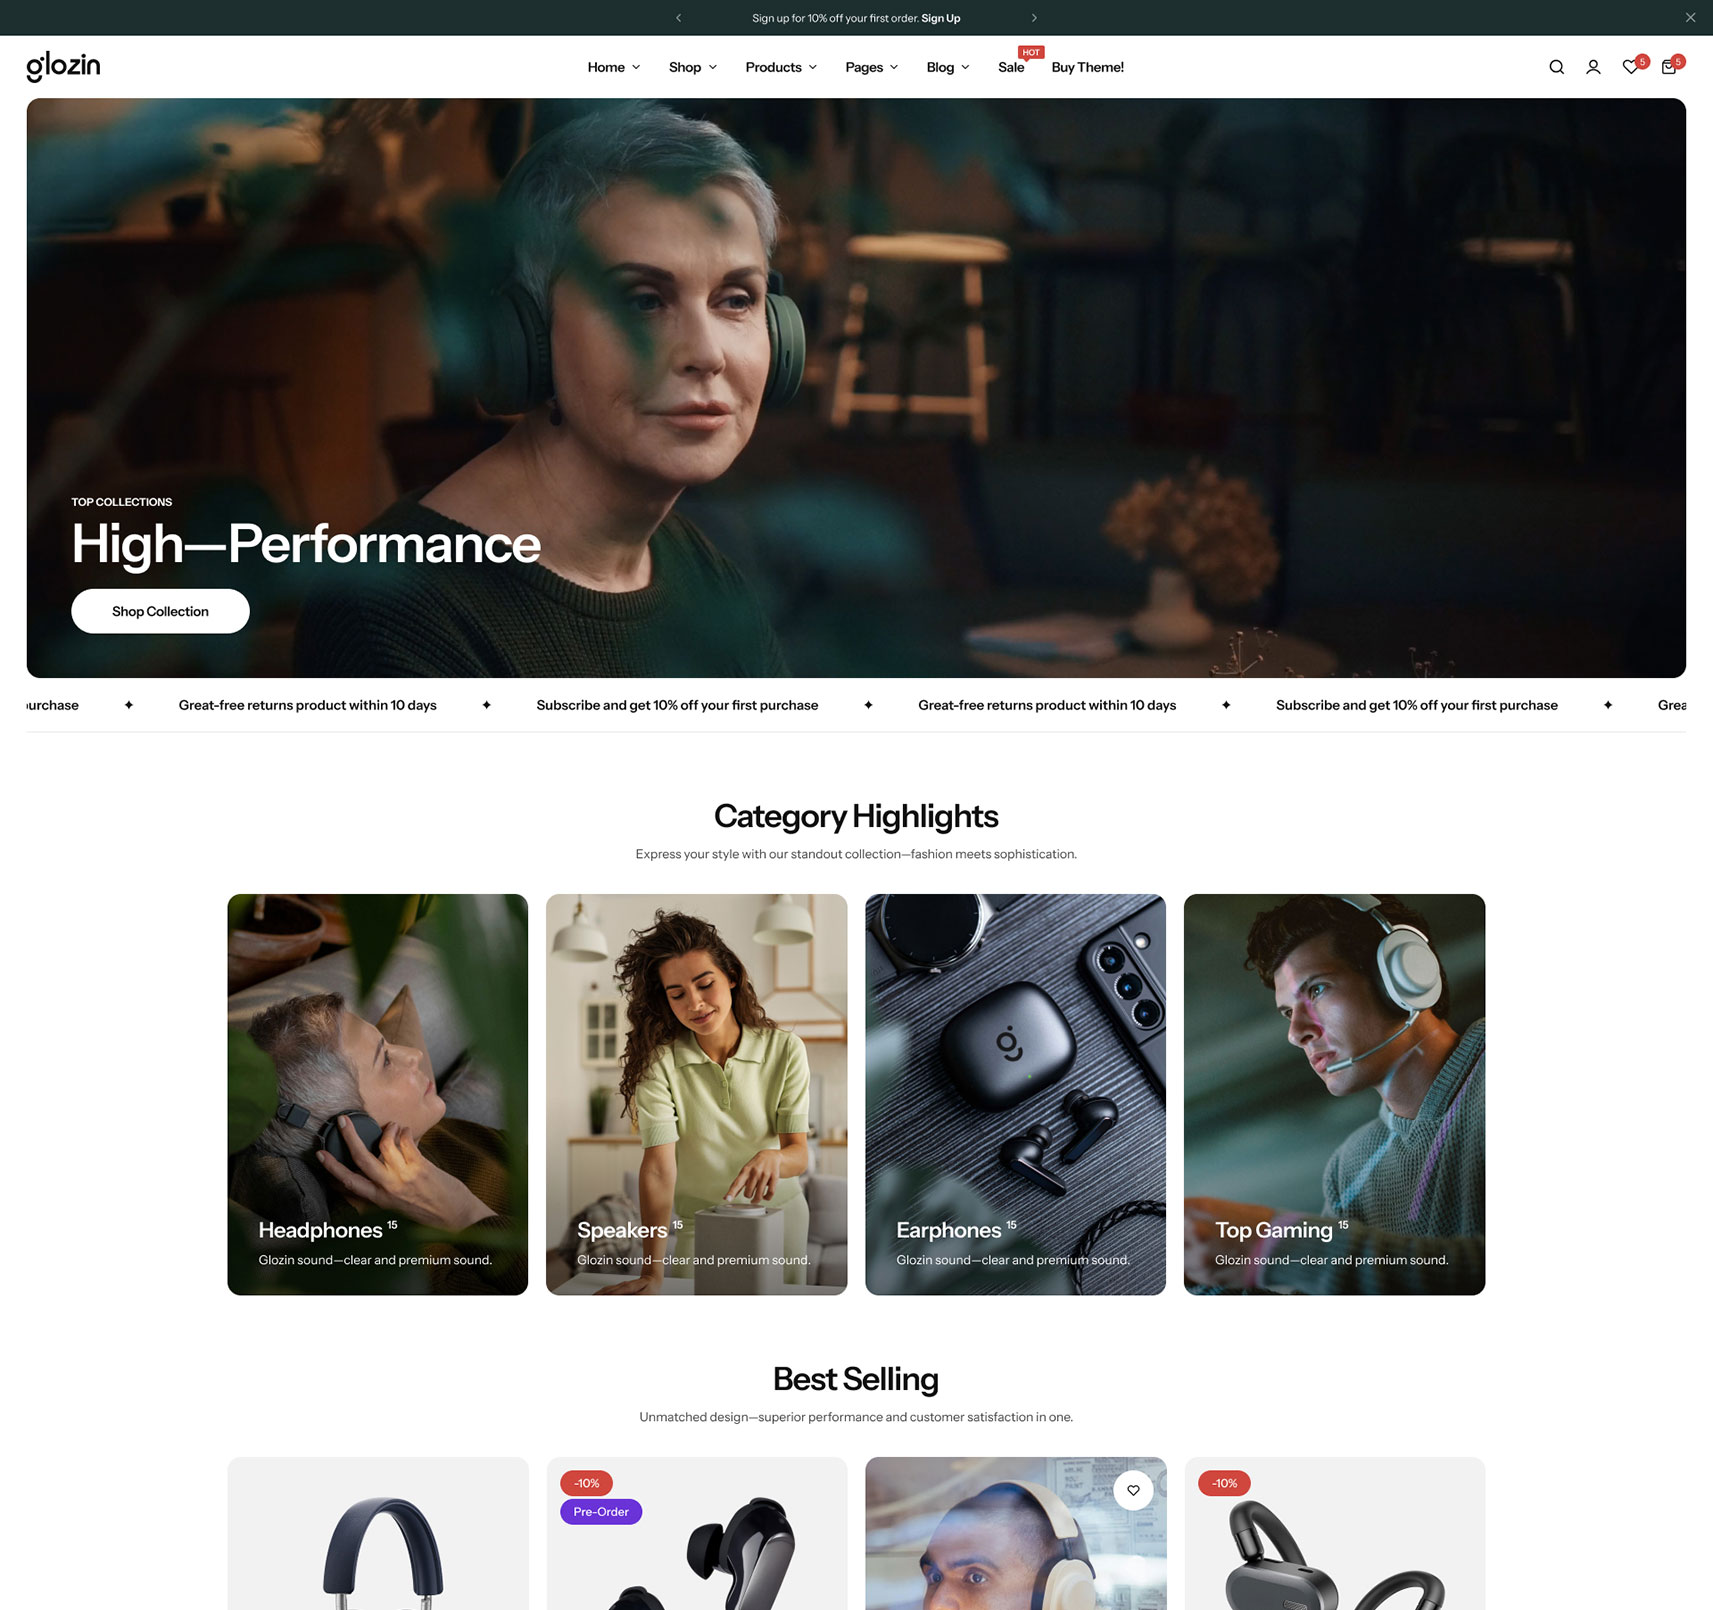 Sign up for 10% off your first order. Sign Up
glozin
Home Shop Products Pages Blog Sale HOT Buy Theme!
5 5
TOP COLLECTIONS
High—Performance
Shop Collection
urchase ✦ Great-free returns product within 10 days ✦ Subscribe and get 10% off your first purchase ✦ Great-free returns product within 10 days ✦ Subscribe and get 10% off your first purchase ✦ Grea
Category Highlights
Express your style with our standout collection—fashion meets sophistication.
Headphones 15
Glozin sound—clear and premium sound.
Speakers 15
Glozin sound—clear and premium sound.
Earphones 15
Glozin sound—clear and premium sound.
Top Gaming 15
Glozin sound—clear and premium sound.
Best Selling
Unmatched design—superior performance and customer satisfaction in one.
-10%
Pre-Order
-10%